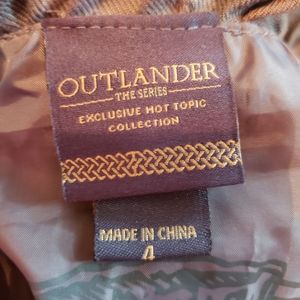 OUTLANDER
THE SERIES
EXCLUSIVE HOT TOPIC
COLLECTION
MADE IN CHINA
4